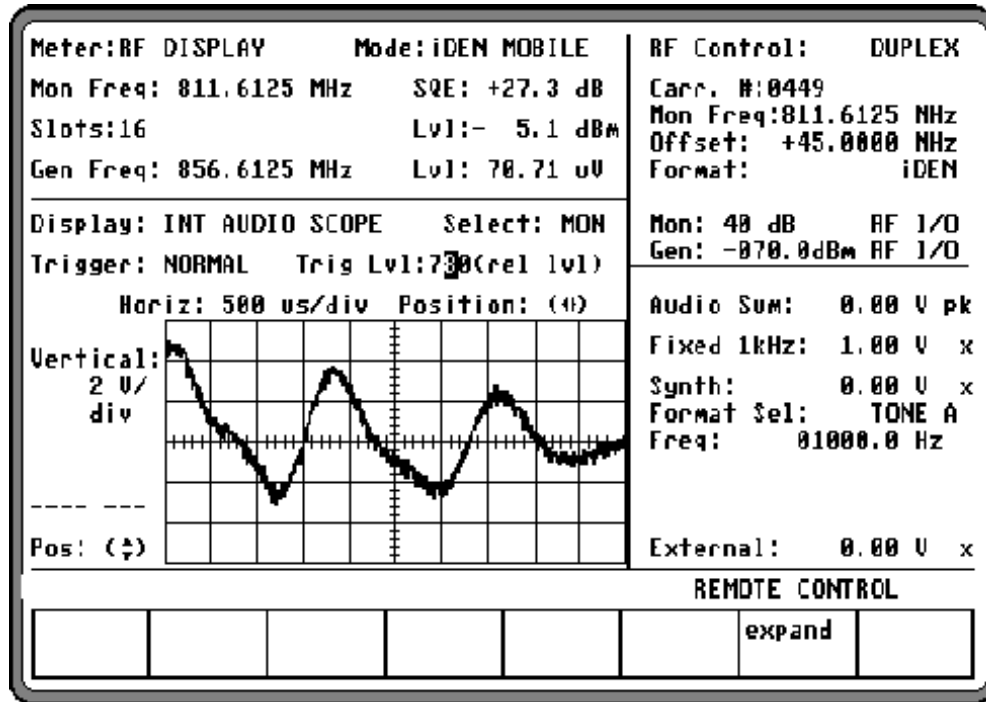 Meter:RF DISPLAY Mode:iDEN MOBILE
Mon Freq: 811.6125 MHz SQE: +27.3 dB
Slots:16 Lvl:- 5.1 dBm
Gen Freq: 856.6125 MHz Lvl: 70.71 uV
Display: INT AUDIO SCOPE Select: MON
Trigger: NORMAL Trig Lvl:730(rel lvl)
Horiz: 500 us/div Position: (◂▸)
Vertical:
2 V/
div
---- ---
Pos: (▴▾)
RF Control: DUPLEX
Carr. #:0449
Mon Freq:811.6125 MHz
Offset: +45.0000 MHz
Format: iDEN
Mon: 40 dB RF I/O
Gen: -070.0dBm RF I/O
Audio Sum: 0.00 V pk
Fixed 1kHz: 1.00 V x
Synth: 0.00 V x
Format Sel: TONE A
Freq: 01000.0 Hz
External: 0.00 V x
REMOTE CONTROL
expand